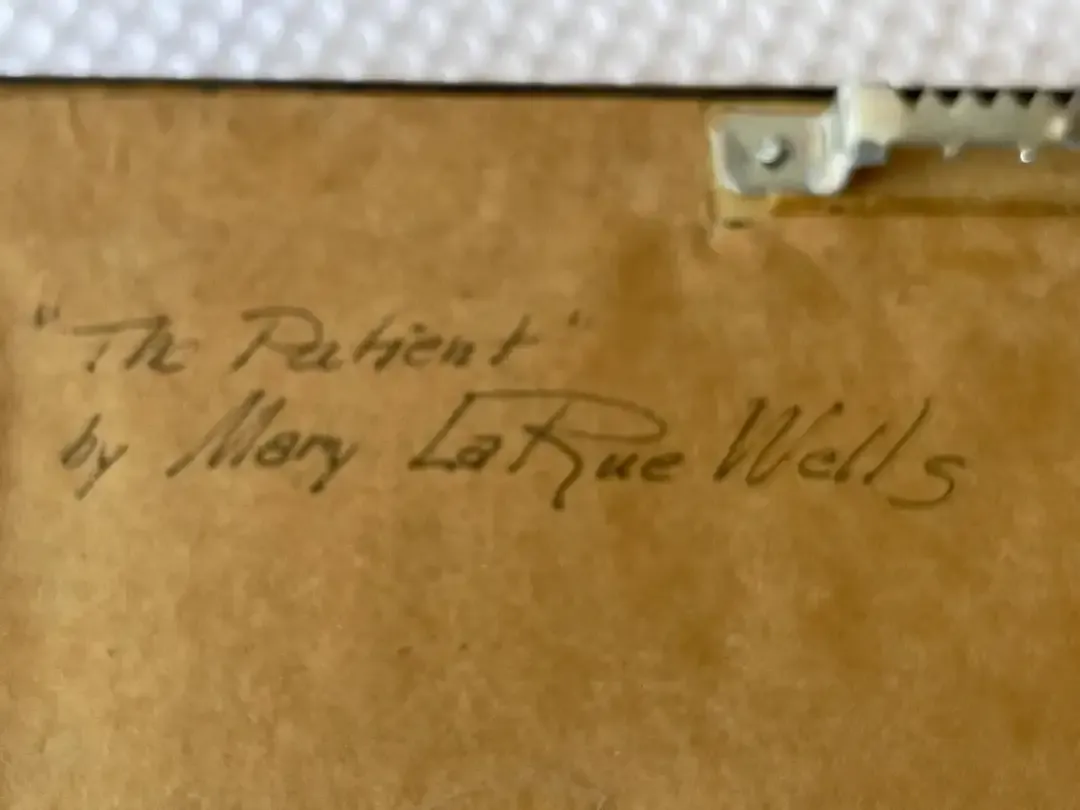 "The Patient"
by Mary LaRue Wells